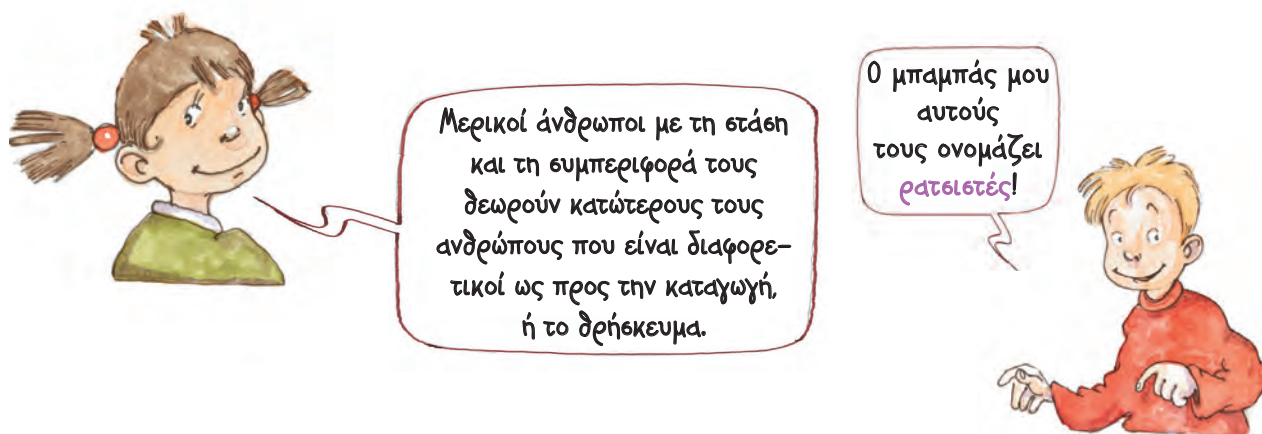 Μερικοί άνθρωποι με τη στάση
και τη συμπεριφορά τους
θεωρούν κατώτερους τους
ανθρώπους που είναι διαφορε-
τικοί ως προς την καταγωγή,
ή το θρήσκευμα.
Ο μπαμπάς μου
αυτούς
τους ονομάζει
ρατσιστές!